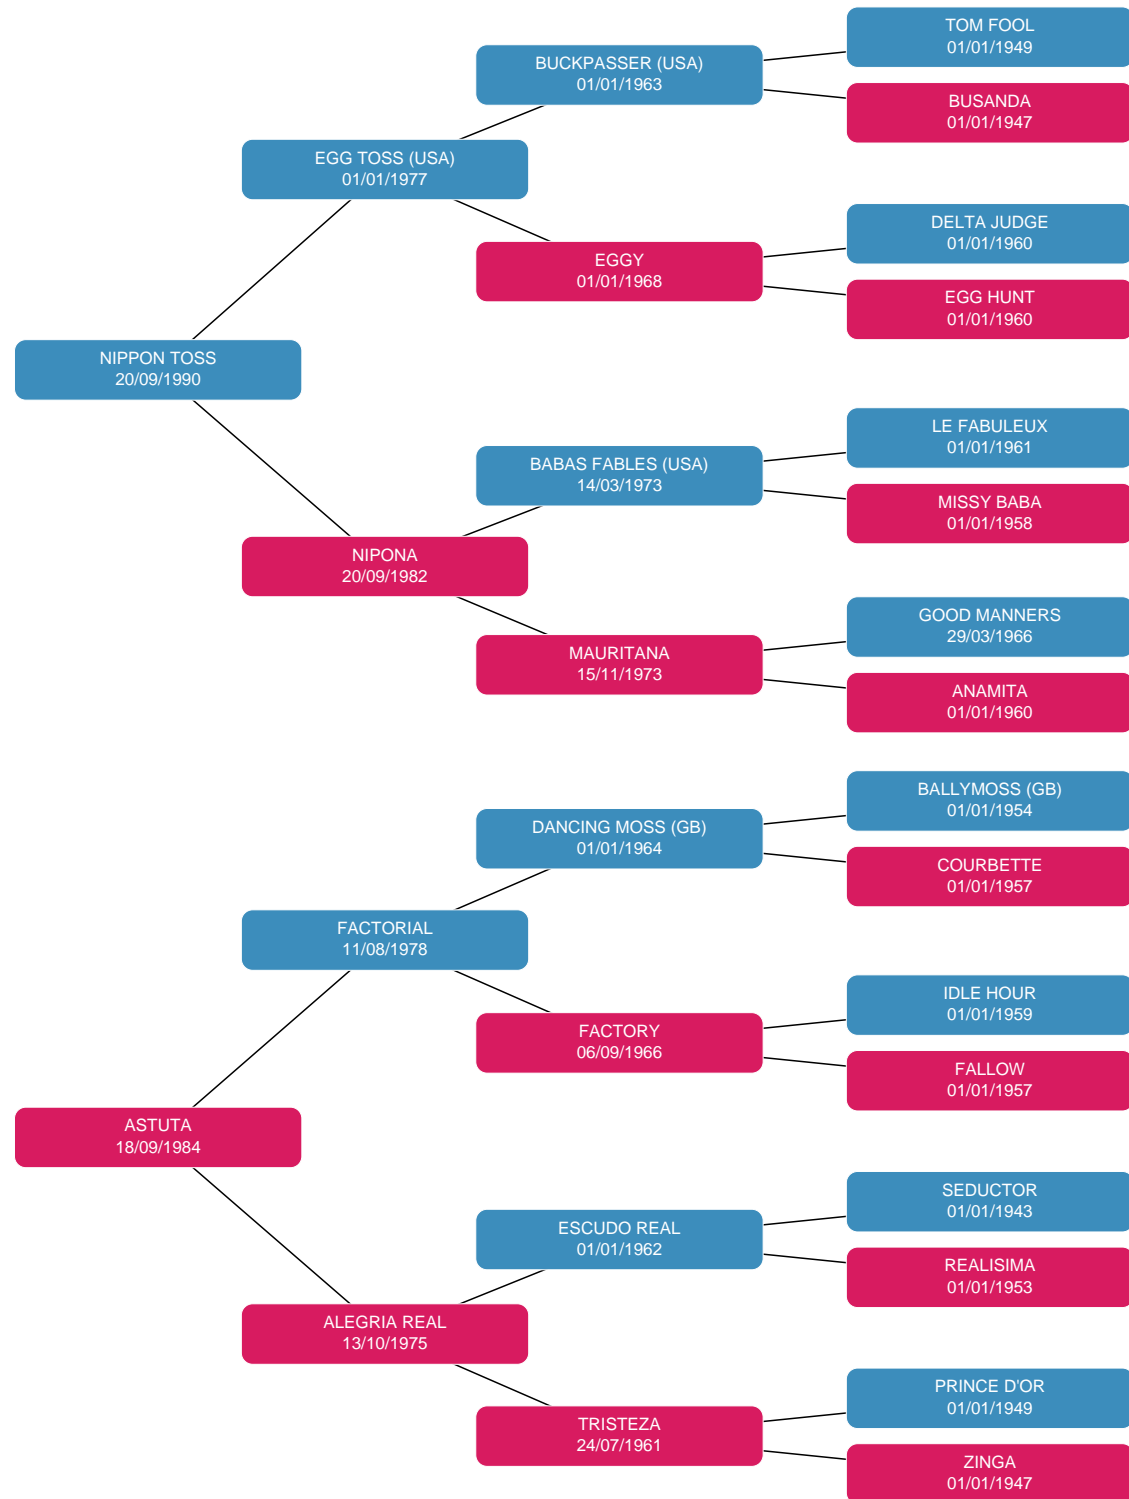 TOM FOOL
01/01/1949
BUCKPASSER (USA)
01/01/1963
BUSANDA
01/01/1947
EGG TOSS (USA)
01/01/1977
DELTA JUDGE
01/01/1960
EGGY
01/01/1968
EGG HUNT
01/01/1960
NIPPON TOSS
20/09/1990
LE FABULEUX
01/01/1961
BABAS FABLES (USA)
14/03/1973
MISSY BABA
01/01/1958
NIPONA
20/09/1982
GOOD MANNERS
29/03/1966
MAURITANA
15/11/1973
ANAMITA
01/01/1960
BALLYMOSS (GB)
01/01/1954
DANCING MOSS (GB)
01/01/1964
COURBETTE
01/01/1957
FACTORIAL
11/08/1978
IDLE HOUR
01/01/1959
FACTORY
06/09/1966
FALLOW
01/01/1957
ASTUTA
18/09/1984
SEDUCTOR
01/01/1943
ESCUDO REAL
01/01/1962
REALISIMA
01/01/1953
ALEGRIA REAL
13/10/1975
PRINCE D'OR
01/01/1949
TRISTEZA
24/07/1961
ZINGA
01/01/1947